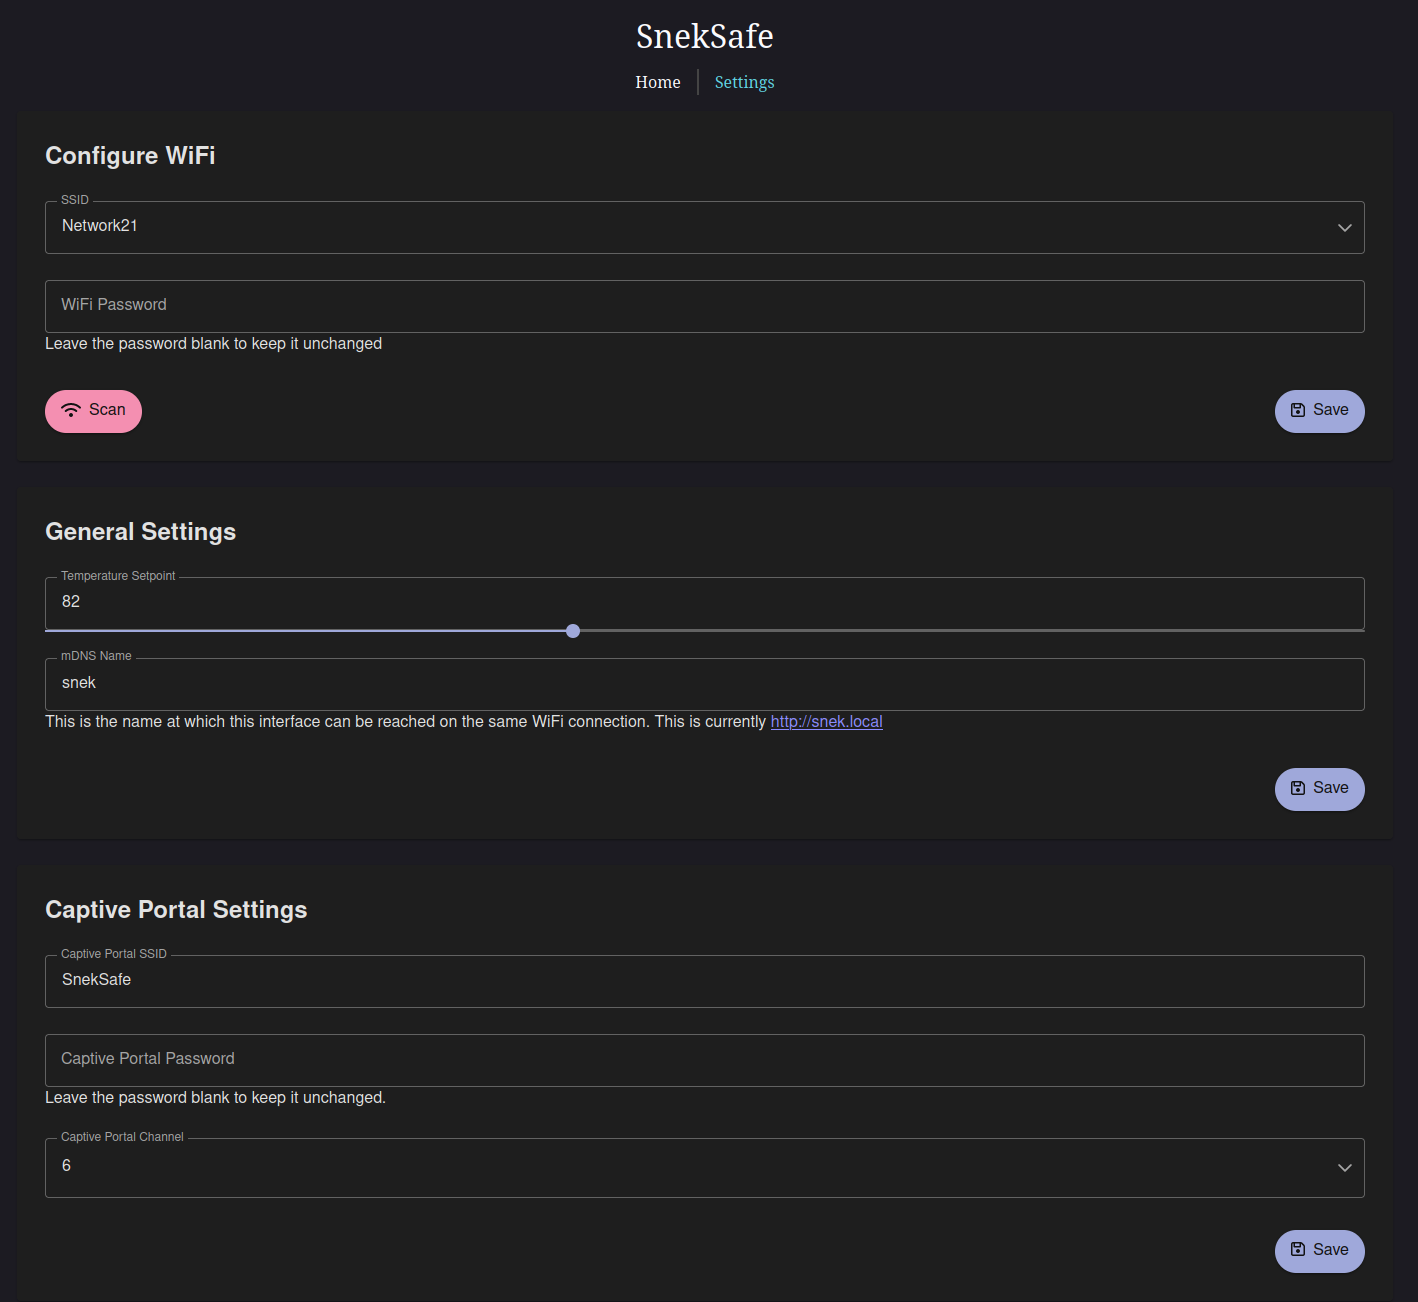 SnekSafe
Home Settings
Configure WiFi
SSID
Network21
WiFi Password
Leave the password blank to keep it unchanged
Scan
Save
General Settings
Temperature Setpoint
82
mDNS Name
snek
This is the name at which this interface can be reached on the same WiFi connection. This is currently http://snek.local
Save
Captive Portal Settings
Captive Portal SSID
SnekSafe
Captive Portal Password
Leave the password blank to keep it unchanged.
Captive Portal Channel
6
Save